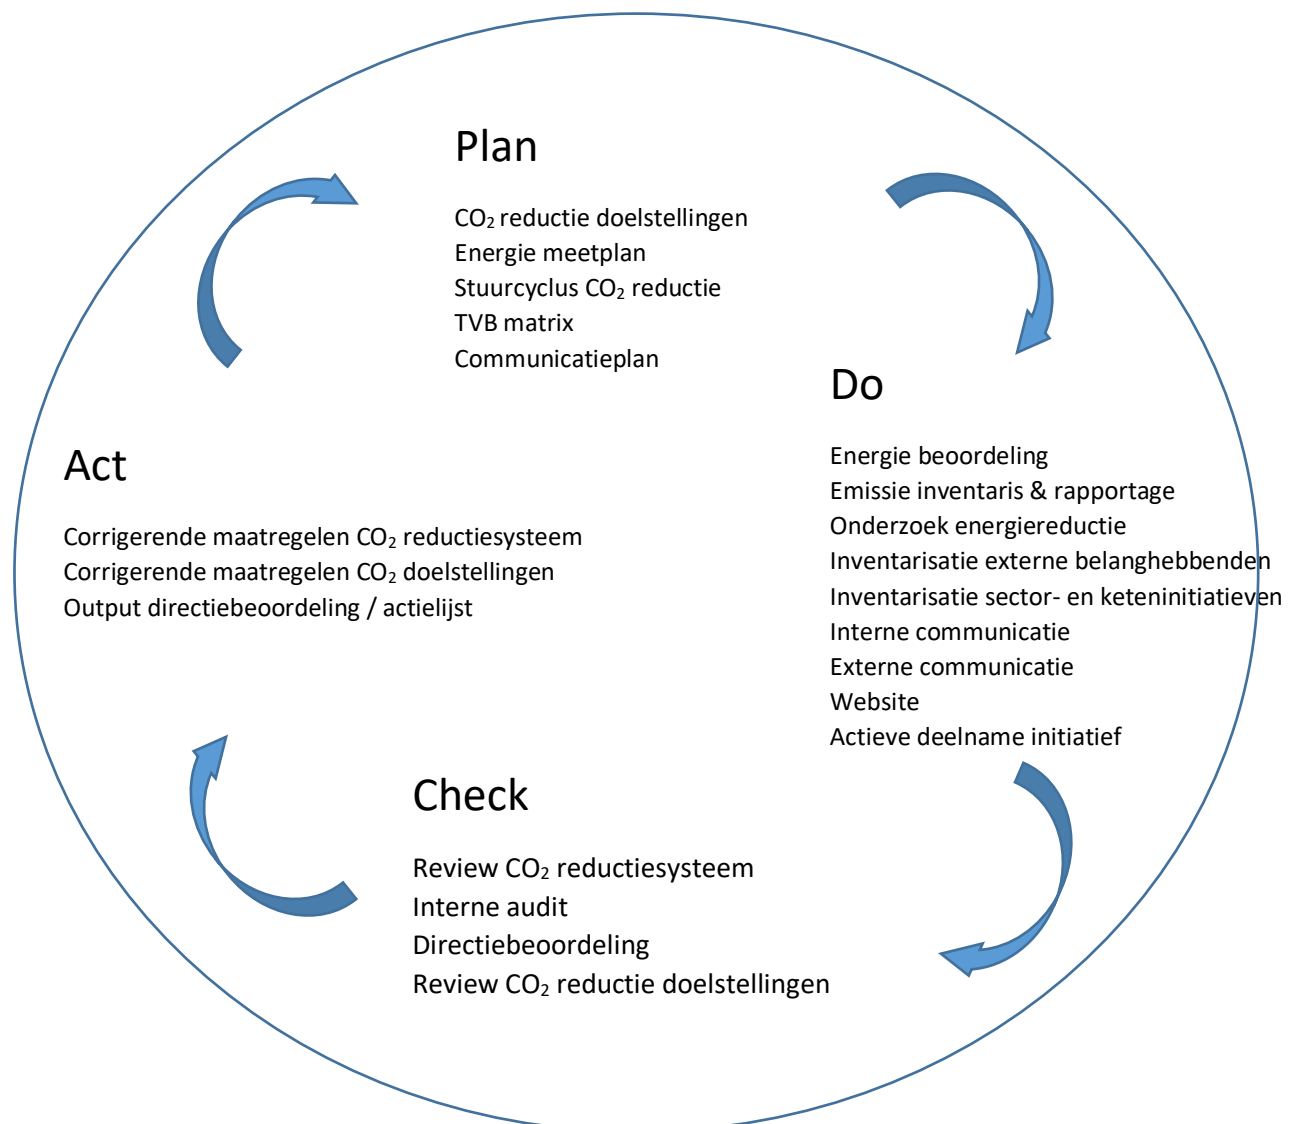 Plan
CO₂ reductie doelstellingen
Energie meetplan
Stuurcyclus CO₂ reductie
TVB matrix
Communicatieplan
Do
Energie beoordeling
Emissie inventaris & rapportage
Onderzoek energiereductie
Inventarisatie externe belanghebbenden
Inventarisatie sector- en keteninitiatieven
Interne communicatie
Externe communicatie
Website
Actieve deelname initiatief
Check
Review CO₂ reductiesysteem
Interne audit
Directiebeoordeling
Review CO₂ reductie doelstellingen
Act
Corrigerende maatregelen CO₂ reductiesysteem
Corrigerende maatregelen CO₂ doelstellingen
Output directiebeoordeling / actielijst